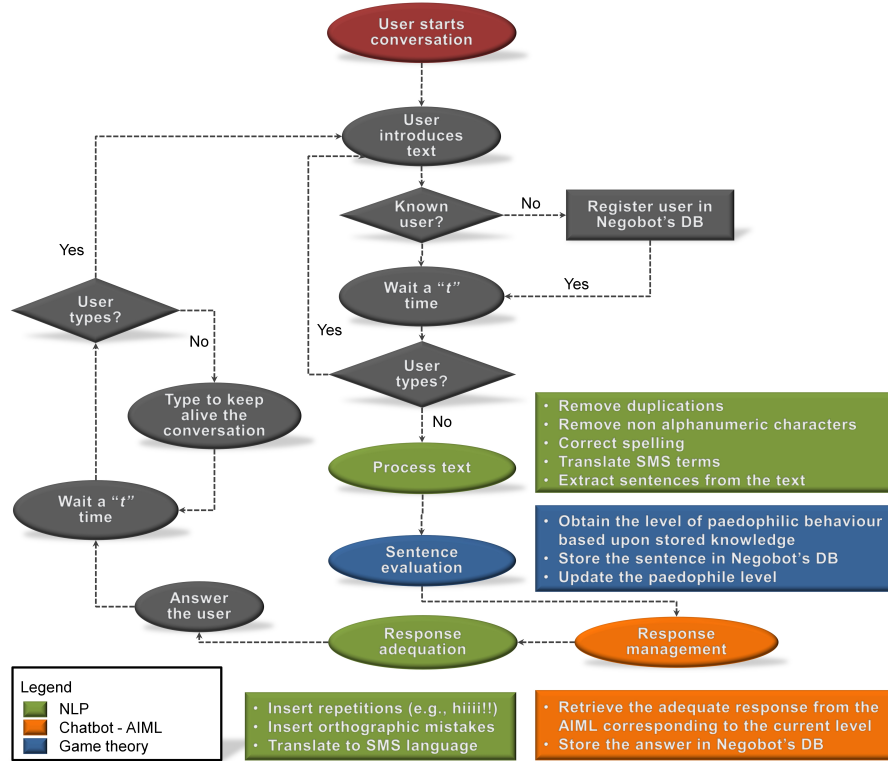 User starts
conversation
User
introduces
text
Known
user?
No
Register user in
Negobot's DB
Yes
Yes
Wait a “t”
time
User
types?
No
Yes
User
types?
Type to keep
alive the
conversation
No
• Remove duplications
• Remove non alphanumeric characters
• Correct spelling
• Translate SMS terms
• Extract sentences from the text
Process text
Wait a “t”
time
• Obtain the level of paedophilic behaviour
based upon stored knowledge
• Store the sentence in Negobot's DB
• Update the paedophile level
Sentence
evaluation
Answer
the user
Response
adequation
Response
management
Legend
NLP
Chatbot - AIML
Game theory
• Insert repetitions (e.g., hiiii!!)
• Insert orthographic mistakes
• Translate to SMS language
• Retrieve the adequate response from the
AIML corresponding to the current level
• Store the answer in Negobot's DB